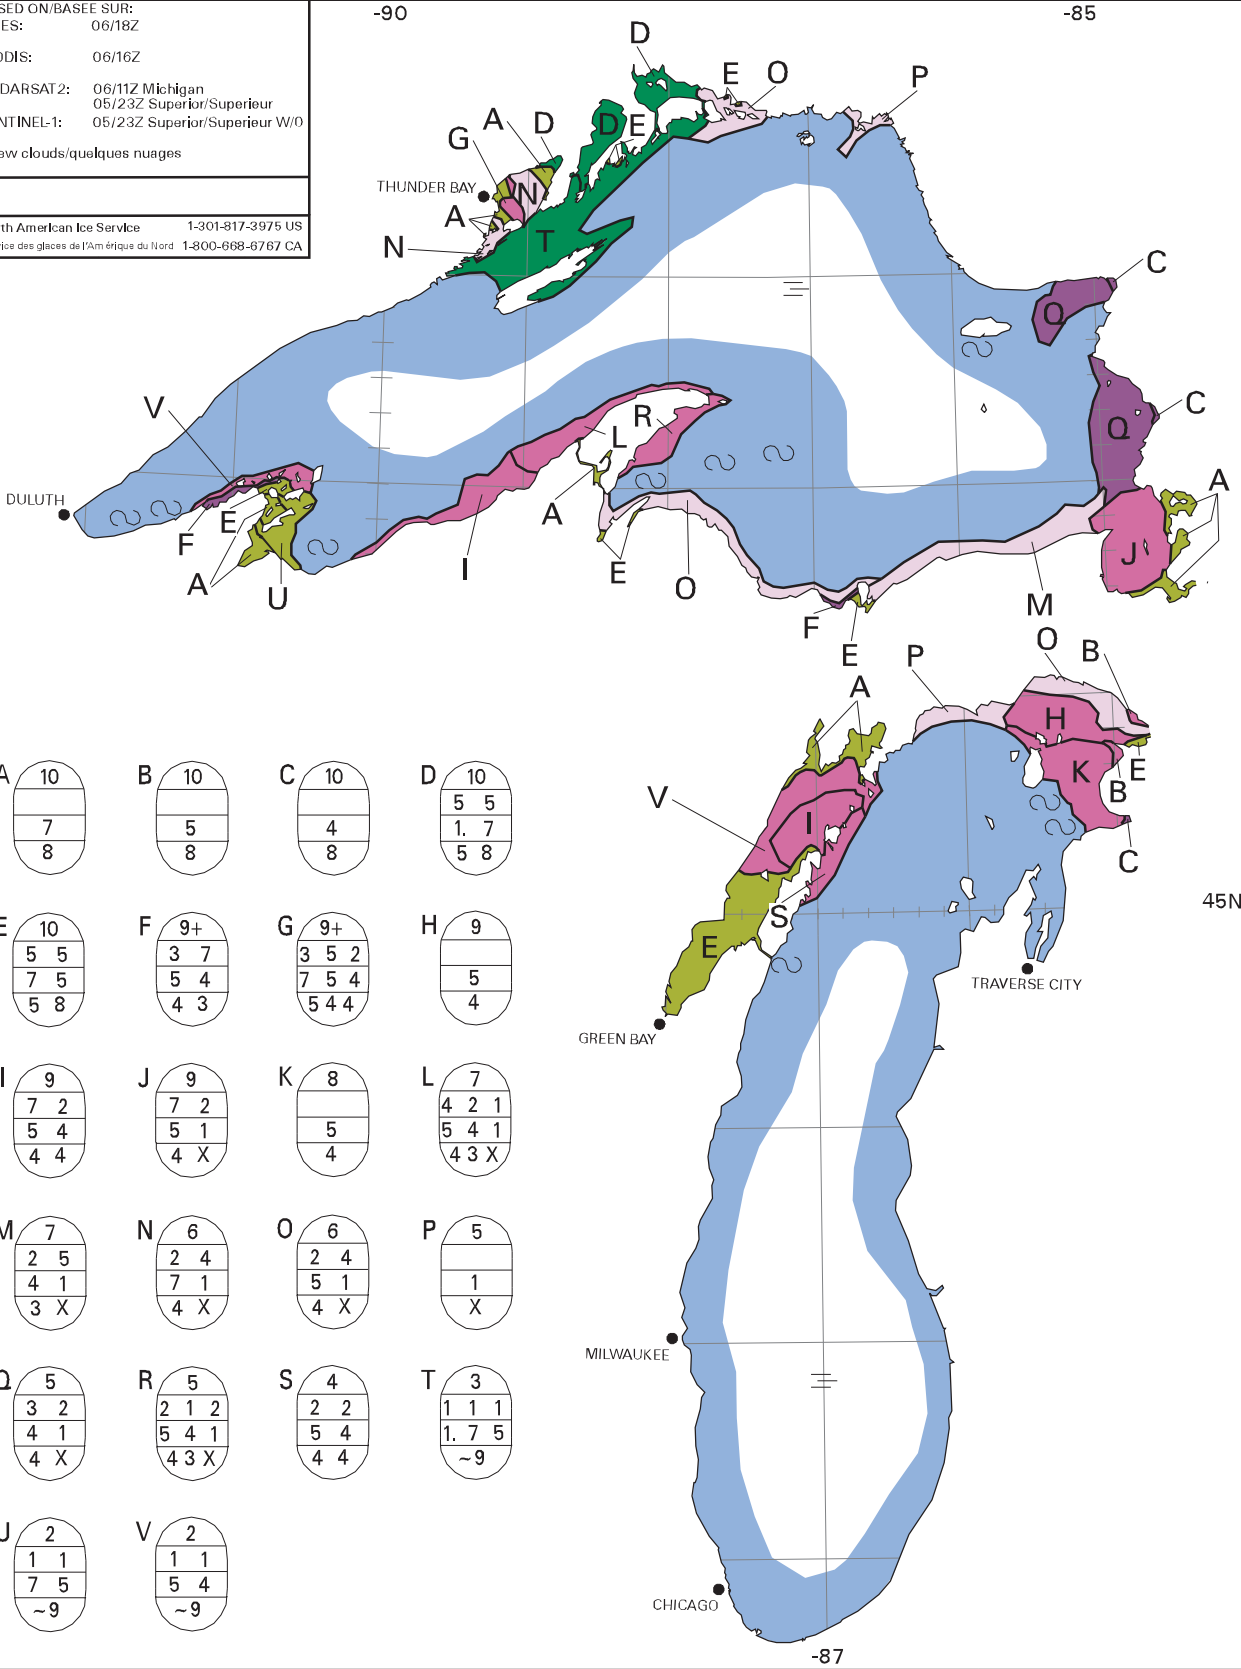 SED ON/BASEE SUR:
ES: 06/18Z
ODIS: 06/16Z
DARSAT2: 06/11Z Michigan
05/23Z Superior/Superieur
NTINEL-1: 05/23Z Superior/Superieur W/0
ew clouds/quelques nuages
rth American Ice Service 1-301-817-3975 US
vice des glaces de l'Amérique du Nord 1-800-668-6767 CA
-90 -85
D
E O P
A D D E
G
THUNDER BAY N
A
N T
C
Q
V
R C
L Q
DULUTH
A A
F E
J
A U I E O M
F
E
O B
P
A H
K E
V B
I
C
S
45N
E
TRAVERSE CITY
GREEN BAY
MILWAUKEE
CHICAGO
-87
A 10 B 10 C 10 D 10
5 5
7 5 4 1. 7
8 8 8 5 8
E 10 F 9+ G 9+ H 9
5 5 3 7 3 5 2
7 5 5 4 7 5 4 5
5 8 4 3 5 4 4 4
I 9 J 9 K 8 L 7
7 2 7 2 4 2 1
5 4 5 1 5 5 4 1
4 4 4 X 4 4 3 X
M 7 N 6 O 6 P 5
2 5 2 4 2 4
4 1 7 1 5 1 1
3 X 4 X 4 X X
Q 5 R 5 S 4 T 3
3 2 2 1 2 2 2 1 1 1
4 1 5 4 1 5 4 1. 7 5
4 X 4 3 X 4 4 ~9
U 2 V 2
1 1 1 1
7 5 5 4
~9 ~9